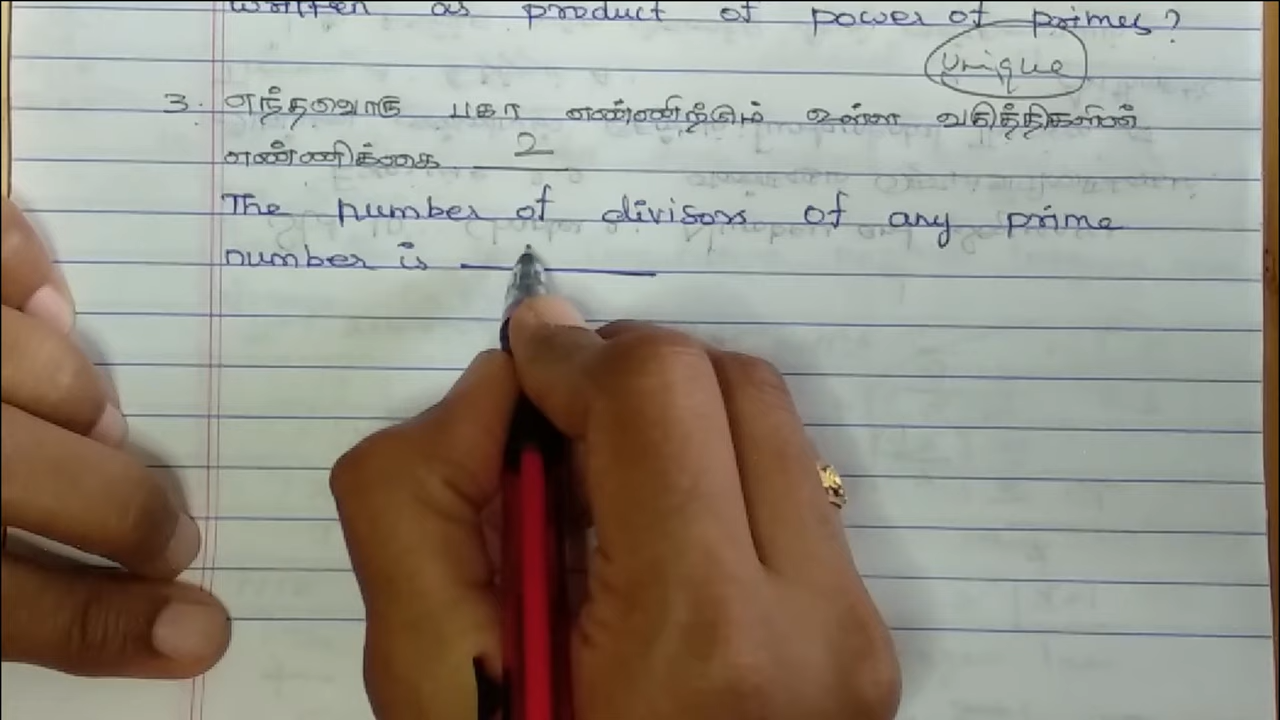 written as product of power of primes?
Unique
3. எந்தவொரு பகா எண்ணிற்கும் உள்ள வகுத்திகளின்
எண்ணிக்கை 2
The number of divisors of any prime
number is